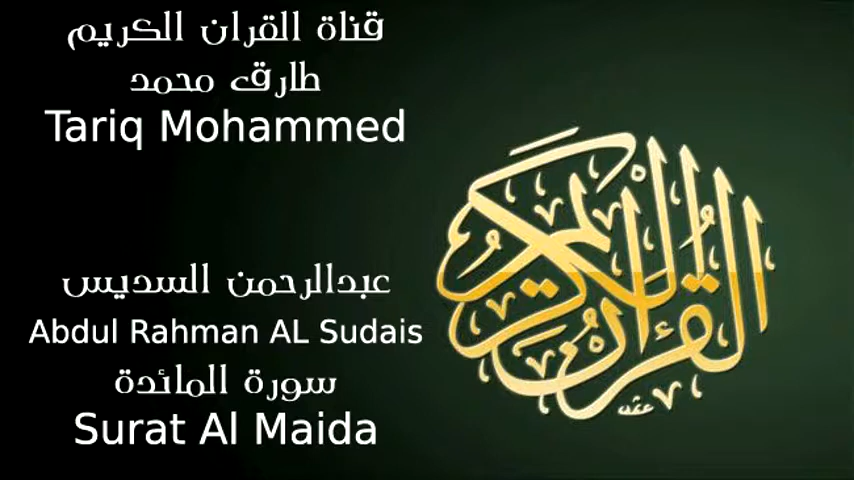 قناة القران الكريم
طارق محمد
Tariq Mohammed
عبدالرحمن السديس
Abdul Rahman AL Sudais
سورة المائدة
Surat Al Maida
القرآن الكريم